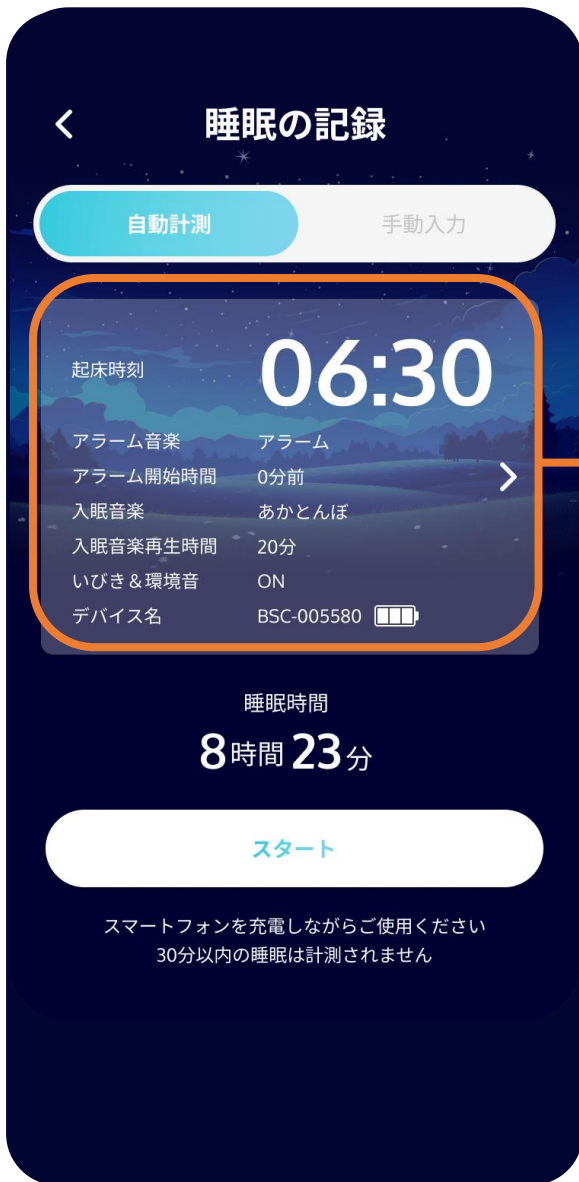 睡眠の記録
自動計測 手動入力
起床時刻 06:30
アラーム音楽 アラーム
アラーム開始時間 0分前
入眠音楽 あかとんぼ
入眠音楽再生時間 20分
いびき&環境音 ON
デバイス名 BSC-005580
睡眠時間
8時間23分
スタート
スマートフォンを充電しながらご使用ください
30分以内の睡眠は計測されません